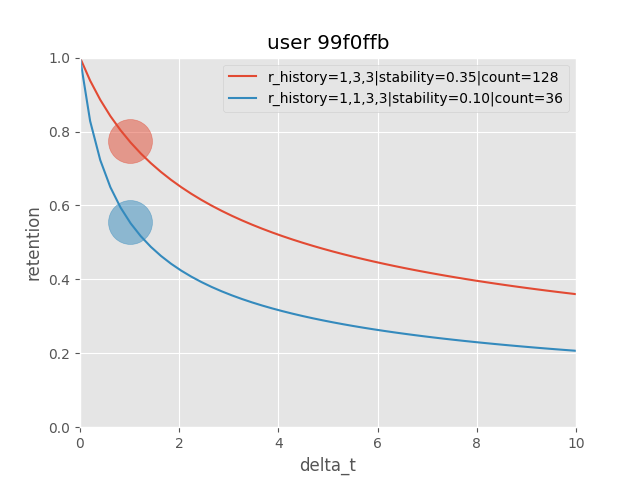 user 99f0ffb
r_history=1,3,3|stability=0.35|count=128
r_history=1,1,3,3|stability=0.10|count=36
retention
1.0
0.8
0.6
0.4
0.2
0.0
0 2 4 6 8 10
delta_t